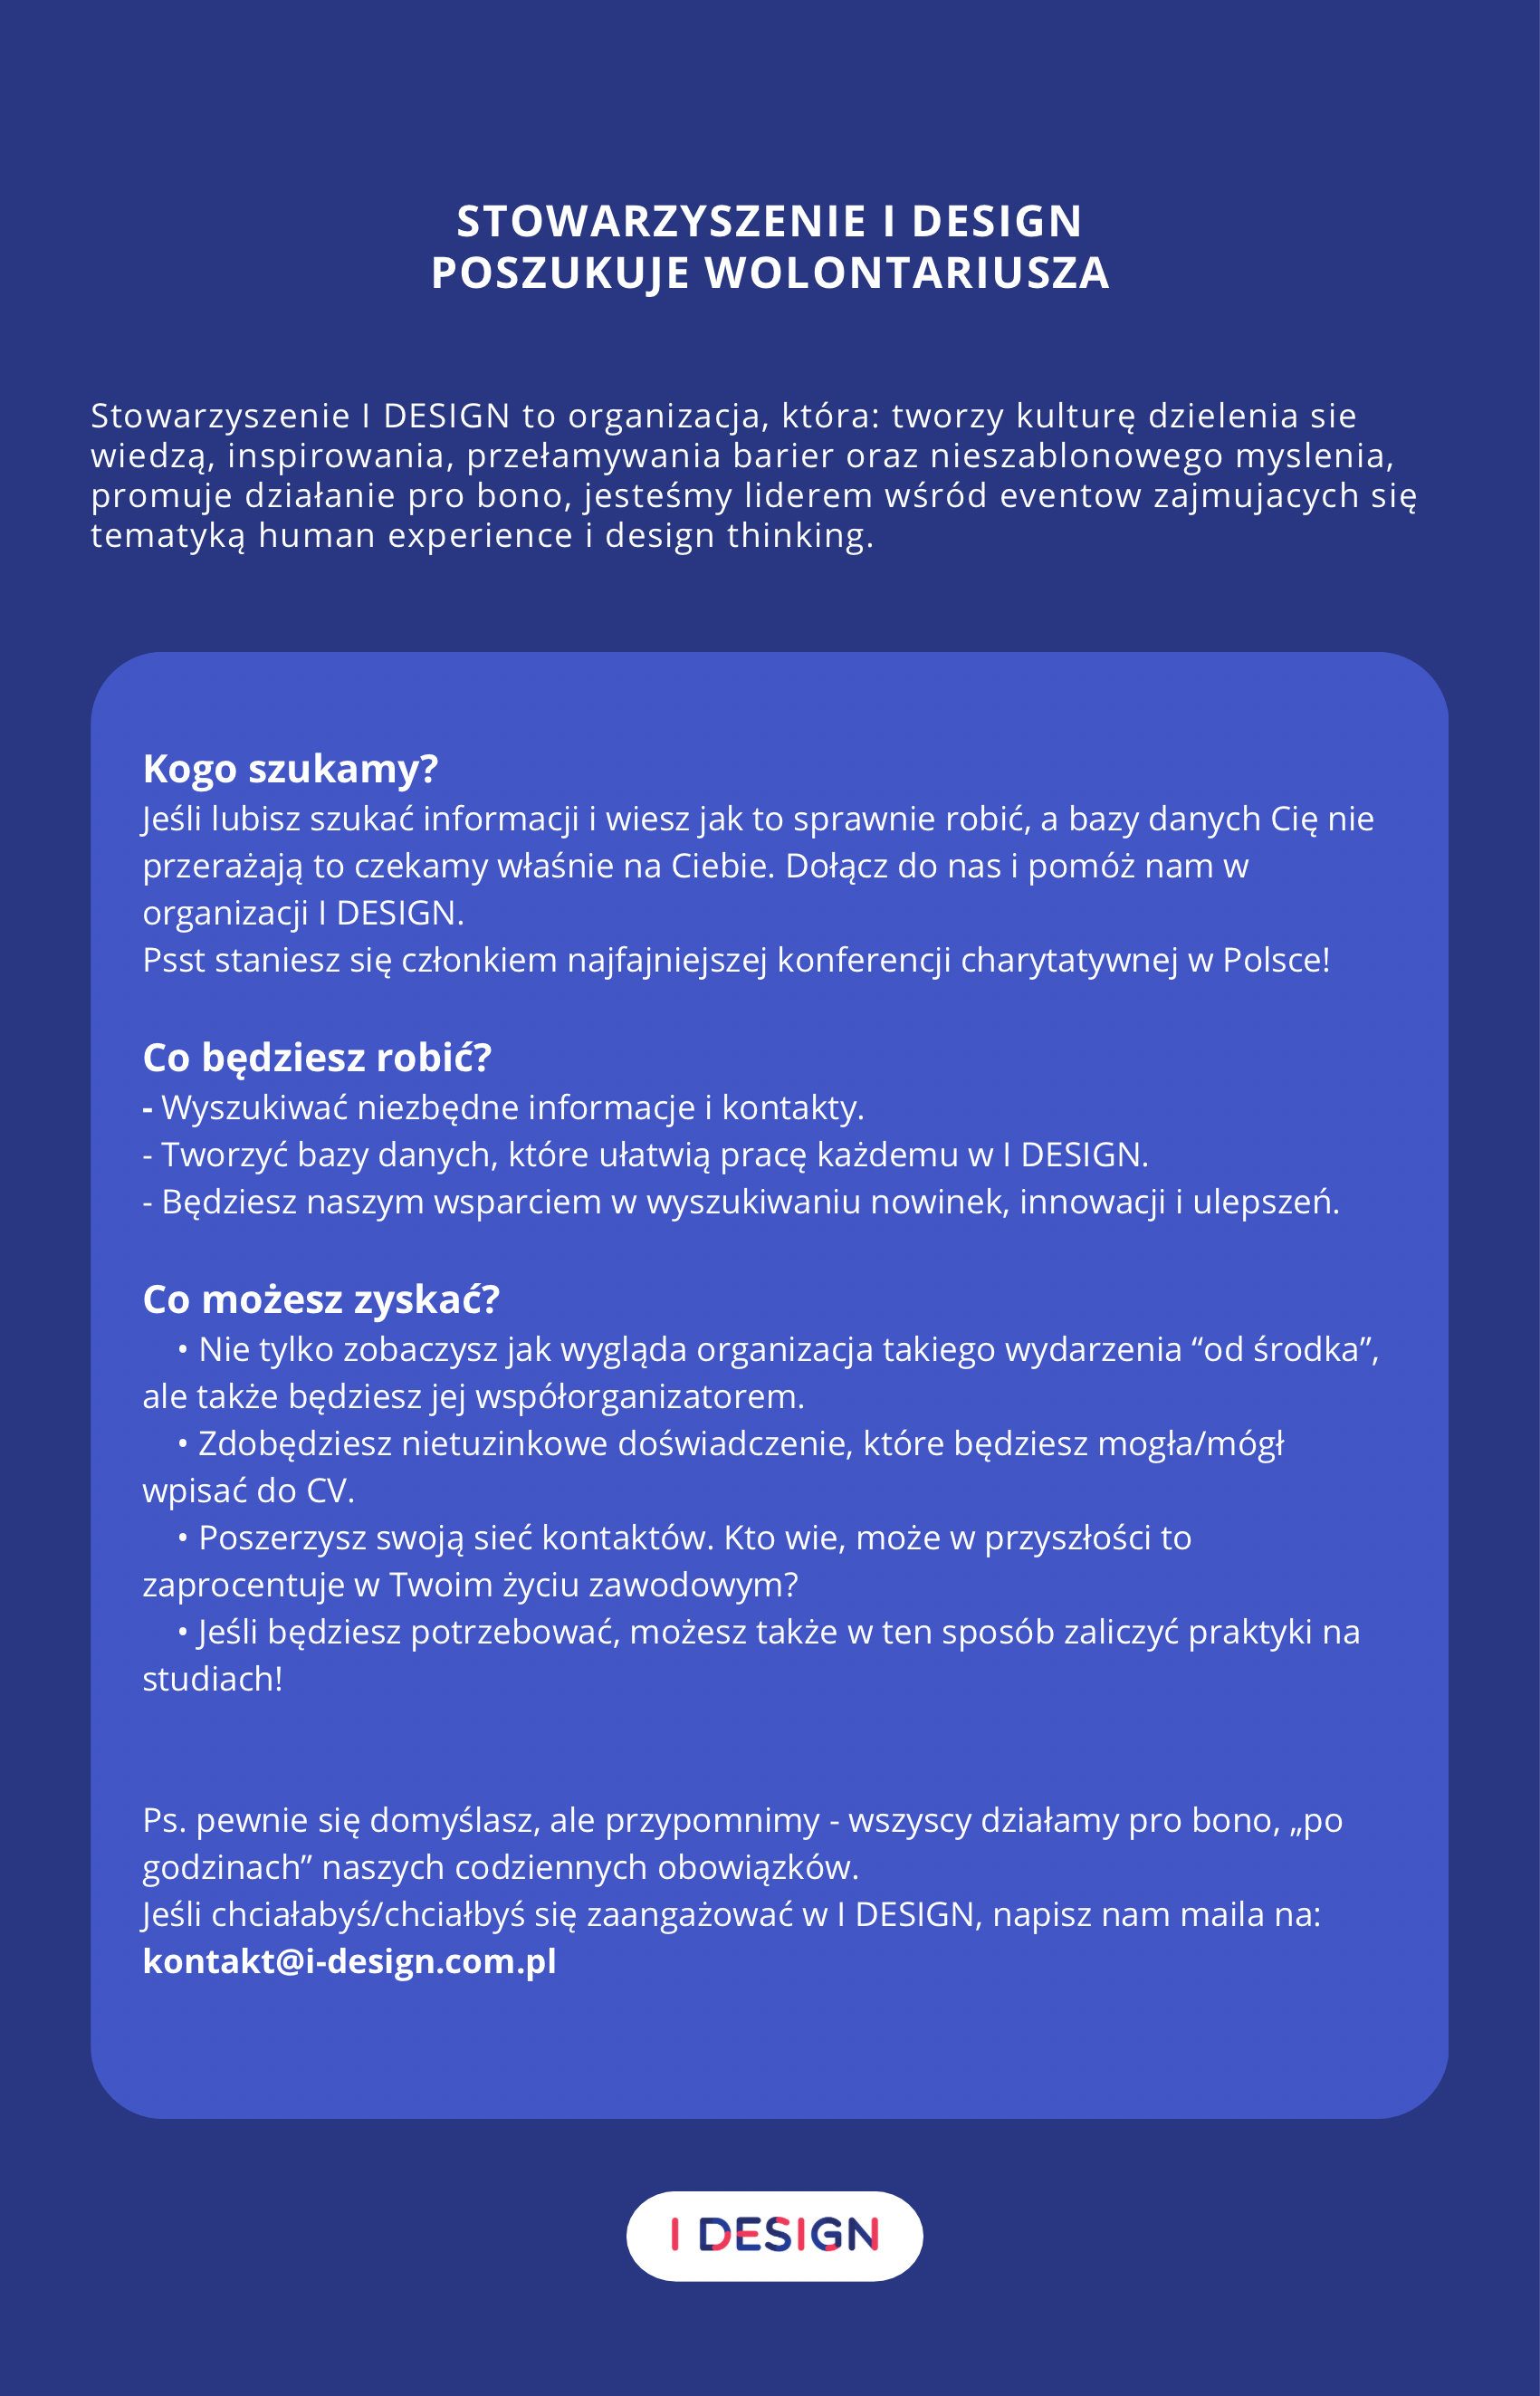 STOWARZYSZENIE I DESIGN
POSZUKUJE WOLONTARIUSZA
Stowarzyszenie I DESIGN to organizacja, która: tworzy kulturę dzielenia sie
wiedzą, inspirowania, przełamywania barier oraz nieszablonowego myslenia,
promuje działanie pro bono, jesteśmy liderem wśród eventow zajmujacych się
tematyką human experience i design thinking.
Kogo szukamy?
Jeśli lubisz szukać informacji i wiesz jak to sprawnie robić, a bazy danych Cię nie
przerażają to czekamy właśnie na Ciebie. Dołącz do nas i pomóż nam w
organizacji I DESIGN.
Psst staniesz się członkiem najfajniejszej konferencji charytatywnej w Polsce!
Co będziesz robić?
- Wyszukiwać niezbędne informacje i kontakty.
- Tworzyć bazy danych, które ułatwią pracę każdemu w I DESIGN.
- Będziesz naszym wsparciem w wyszukiwaniu nowinek, innowacji i ulepszeń.
Co możesz zyskać?
• Nie tylko zobaczysz jak wygląda organizacja takiego wydarzenia “od środka”,
ale także będziesz jej współorganizatorem.
• Zdobędziesz nietuzinkowe doświadczenie, które będziesz mogła/mógł
wpisać do CV.
• Poszerzysz swoją sieć kontaktów. Kto wie, może w przyszłości to
zaprocentuje w Twoim życiu zawodowym?
• Jeśli będziesz potrzebować, możesz także w ten sposób zaliczyć praktyki na
studiach!
Ps. pewnie się domyślasz, ale przypomnimy - wszyscy działamy pro bono, „po
godzinach” naszych codziennych obowiązków.
Jeśli chciałabyś/chciałbyś się zaangażować w I DESIGN, napisz nam maila na:
kontakt@i-design.com.pl
I DESIGN